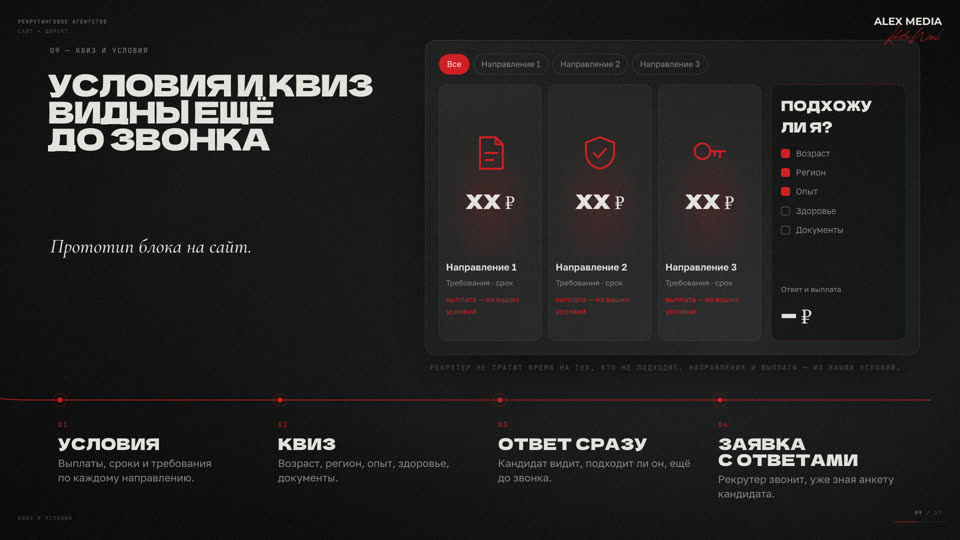 РЕКРУТИНГОВОЕ АГЕНТСТВО
САЙТ + ДИРЕКТ
ALEX MEDIA
09 — КВИЗ И УСЛОВИЯ
УСЛОВИЯ И КВИЗ
ВИДНЫ ЕЩЁ
ДО ЗВОНКА
Прототип блока на сайт.
Все
Направление 1
Направление 2
Направление 3
XX ₽
Направление 1
Требования · срок
выплата — из ваших
условий
XX ₽
Направление 2
Требования · срок
выплата — из ваших
условий
XX ₽
Направление 3
Требования · срок
выплата — из ваших
условий
ПОДХОЖУ
ЛИ Я?
Возраст
Регион
Опыт
Здоровье
Документы
Ответ и выплата
— ₽
РЕКРУТЕР НЕ ТРАТИТ ВРЕМЯ НА ТЕХ, КТО НЕ ПОДХОДИТ. НАПРАВЛЕНИЯ И ВЫПЛАТЫ — ИЗ ВАШИХ УСЛОВИЙ.
01
УСЛОВИЯ
Выплаты, сроки и требования
по каждому направлению.
02
КВИЗ
Возраст, регион, опыт, здоровье,
документы.
03
ОТВЕТ СРАЗУ
Кандидат видит, подходит ли он, ещё
до звонка.
04
ЗАЯВКА
С ОТВЕТАМИ
Рекрутер звонит, уже зная анкету
кандидата.
КВИЗ И УСЛОВИЯ
09 / 17